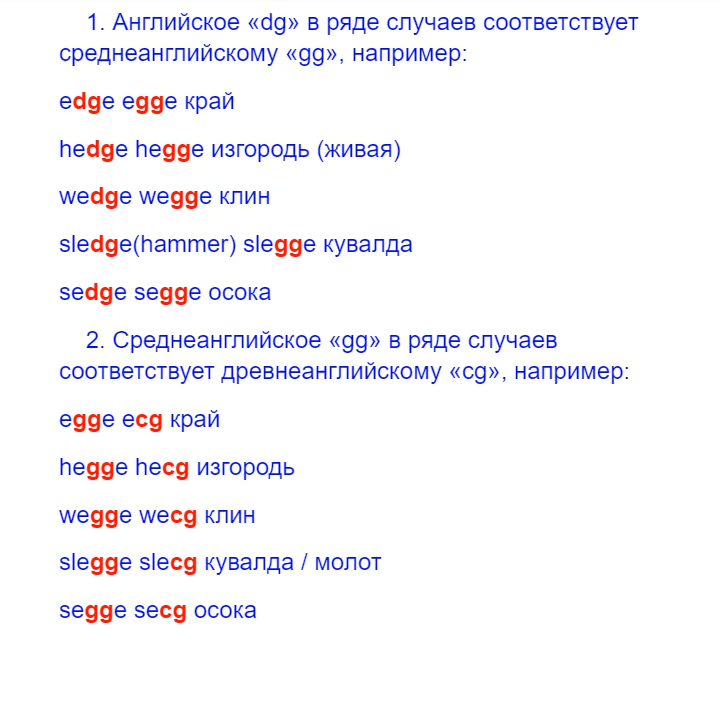 1. Английское «dg» в ряде случаев соответствует
среднеанглийскому «gg», например:
edge egge край
hedge hegge изгородь (живая)
wedge wegge клин
sledge(hammer) slegge кувалда
sedge segge осока
2. Среднеанглийское «gg» в ряде случаев
соответствует древнеанглийскому «cg», например:
egge ecg край
hegge hecg изгородь
wegge wecg клин
slegge slecg кувалда / молот
segge secg осока